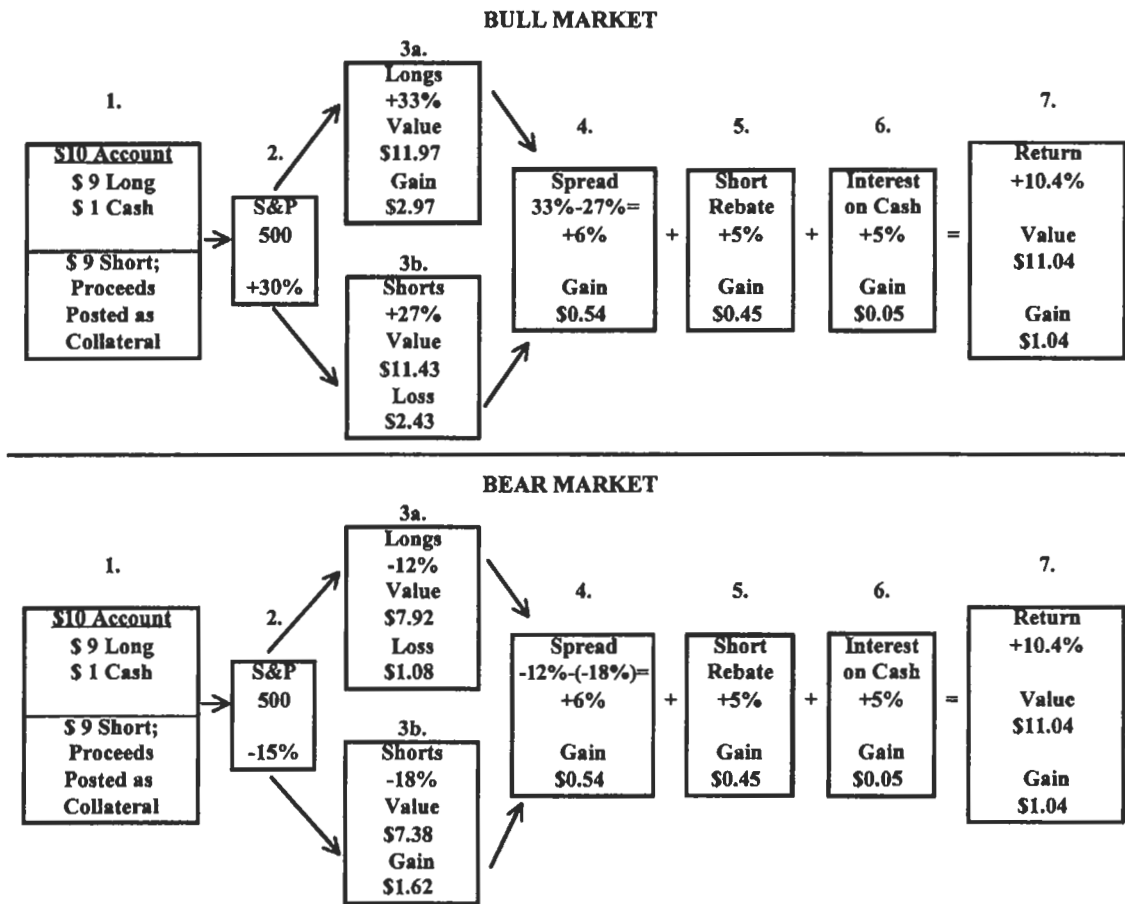 BULL MARKET
1.
$10 Account
$ 9 Long
$ 1 Cash
$ 9 Short;
Proceeds
Posted as
Collateral
2.
S&P
500
+30%
3a.
Longs
+33%
Value
$11.97
Gain
$2.97
3b.
Shorts
+27%
Value
$11.43
Loss
$2.43
4.
Spread
33%-27%=
+6%
Gain
$0.54
+
5.
Short
Rebate
+5%
Gain
$0.45
+
6.
Interest
on Cash
+5%
Gain
$0.05
=
7.
Return
+10.4%
Value
$11.04
Gain
$1.04
BEAR MARKET
1.
$10 Account
$ 9 Long
$ 1 Cash
$ 9 Short;
Proceeds
Posted as
Collateral
2.
S&P
500
-15%
3a.
Longs
-12%
Value
$7.92
Loss
$1.08
3b.
Shorts
-18%
Value
$7.38
Gain
$1.62
4.
Spread
-12%-(-18%)=
+6%
Gain
$0.54
+
5.
Short
Rebate
+5%
Gain
$0.45
+
6.
Interest
on Cash
+5%
Gain
$0.05
=
7.
Return
+10.4%
Value
$11.04
Gain
$1.04